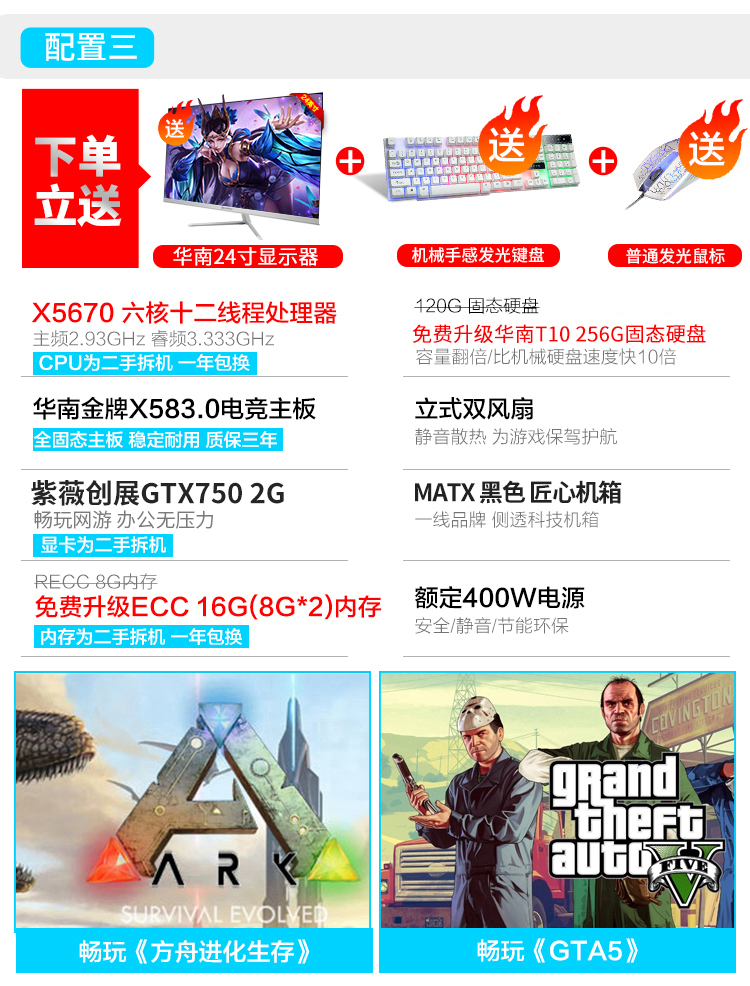 配置三
下单
立送
送
24英寸
送
送
华南24寸显示器
机械手感发光键盘
普通发光鼠标
X5670 六核十二线程处理器
主频2.93GHz 睿频3.333GHz
CPU为二手拆机 一年包换
120G 固态硬盘
免费升级华南T10 256G固态硬盘
容量翻倍/比机械硬盘速度快10倍
华南金牌X583.0电竞主板
全固态主板 稳定耐用 质保三年
立式双风扇
静音散热 为游戏保驾护航
紫薇创展GTX750 2G
畅玩网游 办公无压力
显卡为二手拆机
MATX 黑色 匠心机箱
一线品牌 侧透科技机箱
RECC 8G内存
免费升级ECC 16G(8G*2)内存
内存为二手拆机 一年包换
额定400W电源
安全/静音/节能环保
ARK
SURVIVAL EVOLVED
COVINGTON
grand
theft
auto
FIVE
畅玩《方舟进化生存》
畅玩《GTA5》